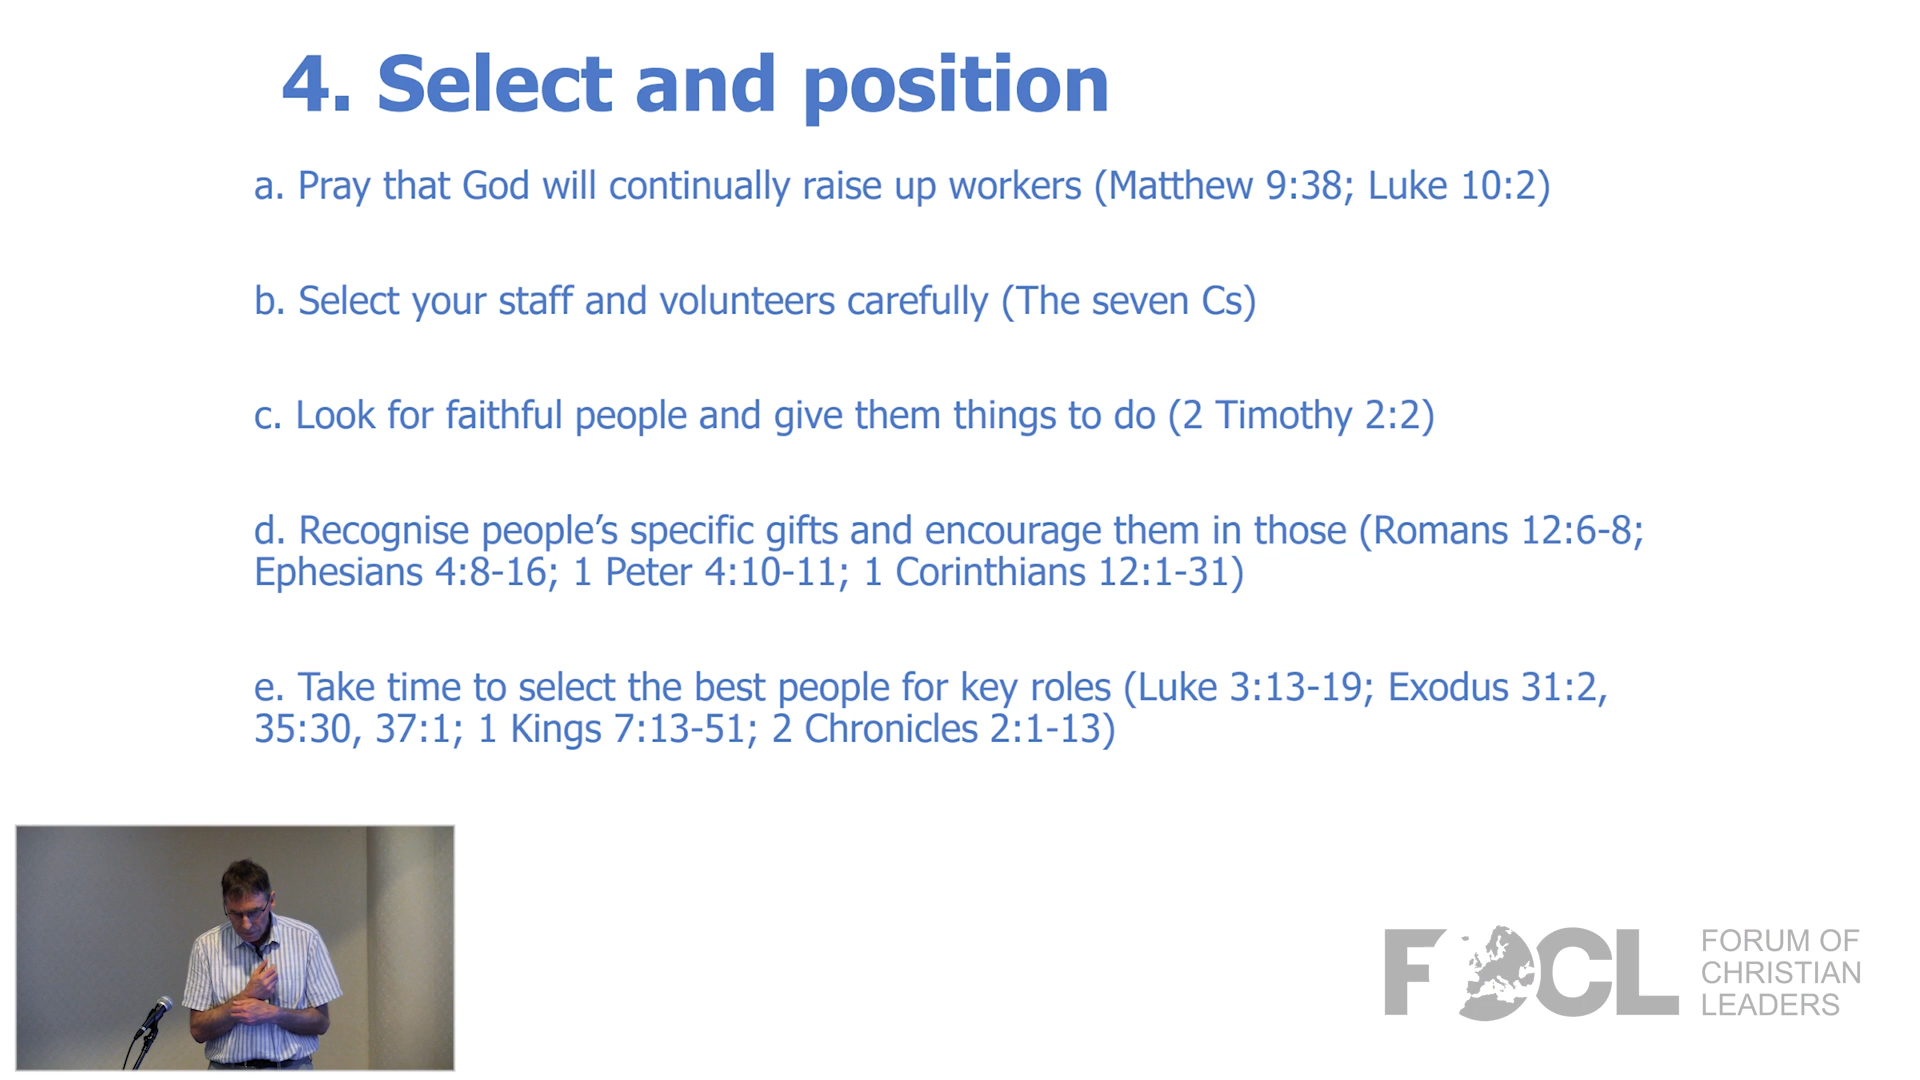 4. Select and position
a. Pray that God will continually raise up workers (Matthew 9:38; Luke 10:2)
b. Select your staff and volunteers carefully (The seven Cs)
c. Look for faithful people and give them things to do (2 Timothy 2:2)
d. Recognise people’s specific gifts and encourage them in those (Romans 12:6-8;
Ephesians 4:8-16; 1 Peter 4:10-11; 1 Corinthians 12:1-31)
e. Take time to select the best people for key roles (Luke 3:13-19; Exodus 31:2,
35:30, 37:1; 1 Kings 7:13-51; 2 Chronicles 2:1-13)
FOCL
FORUM OF
CHRISTIAN
LEADERS